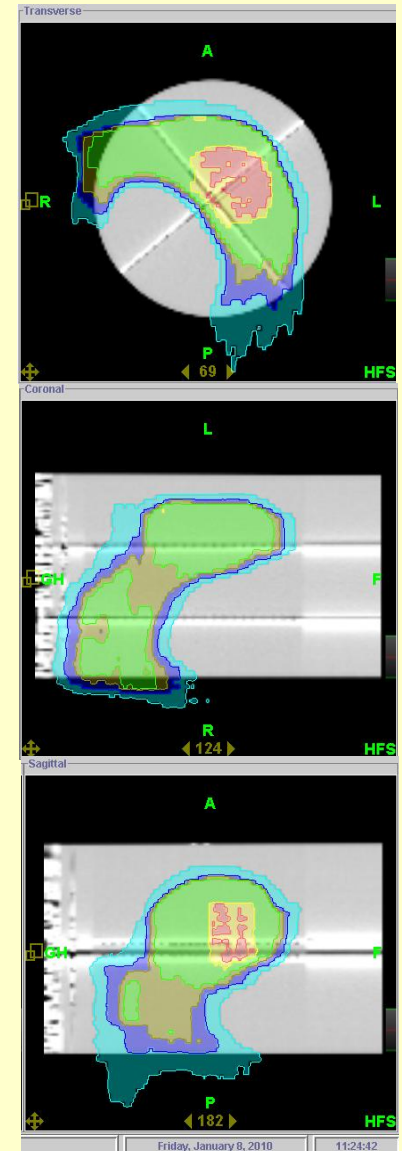 Transverse
A
R
L
P
69
HFS
Coronal
L
GH
F
R
124
HFS
Sagittal
A
GH
F
P
182
HFS
Friday, January 8, 2010
11:24:42